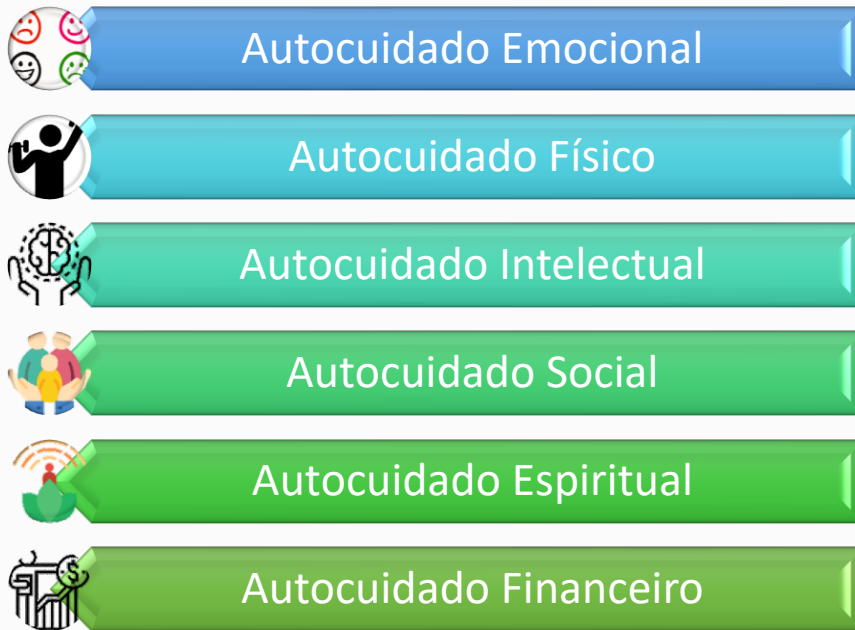 Autocuidado Emocional
Autocuidado Físico
Autocuidado Intelectual
Autocuidado Social
Autocuidado Espiritual
Autocuidado Financeiro